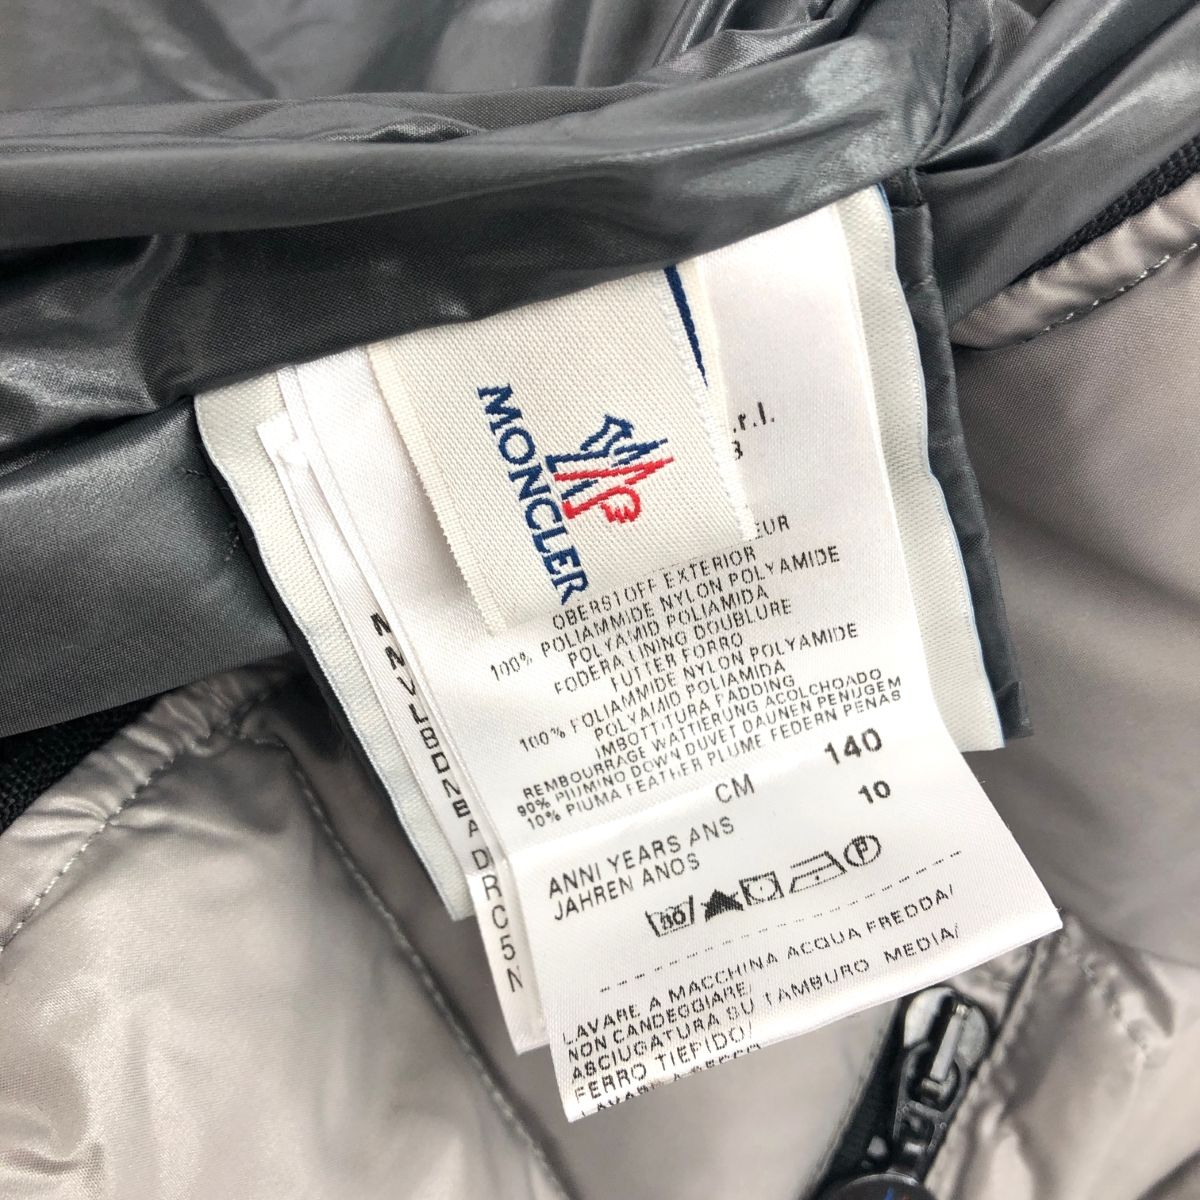 MONCLER
.r.l.
EUR
OBERSTOFF EXTERIOR
100% POLIAMMIDE NYLON POLYAMIDE
POLYAMID POLIAMIDA
FODERA LINING DOUBLURE
FUTTER FORRO
100% FOLIAMMIDE NYLON POLYAMIDE
POLYAMID POLIAMIDA
IMBOTTITURA PADDING
REMBOURRAGE WATTIERUNG ACOLCHOADO
90% PIUMINO DOWN DUVET DAUNEN PENUGEM
10% PIUMA FEATHER PLUME FEDERN PENAS
CM 140
ANNI YEARS ANS 10
JAHREN ANOS
30 P
LAVARE A MACCHINA ACQUA FREDDA/
NON CANDEGGIARE/
ASCIUGATURA SU TAMBURO MEDIA/
FERRO TIEPIDO/